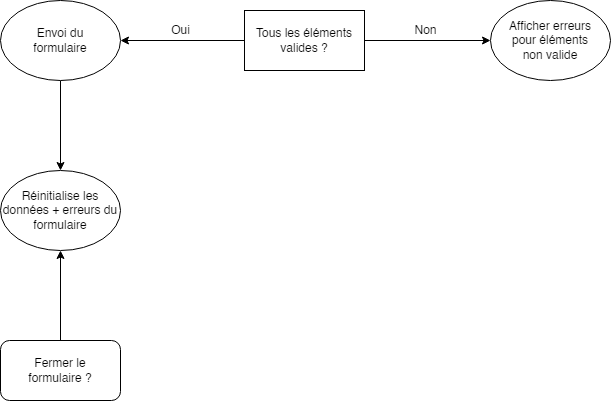 Envoi du
formulaire
Oui
Tous les éléments
valides ?
Non
Afficher erreurs
pour éléments
non valide
Réinitialise les
données + erreurs du
formulaire
Fermer le
formulaire ?